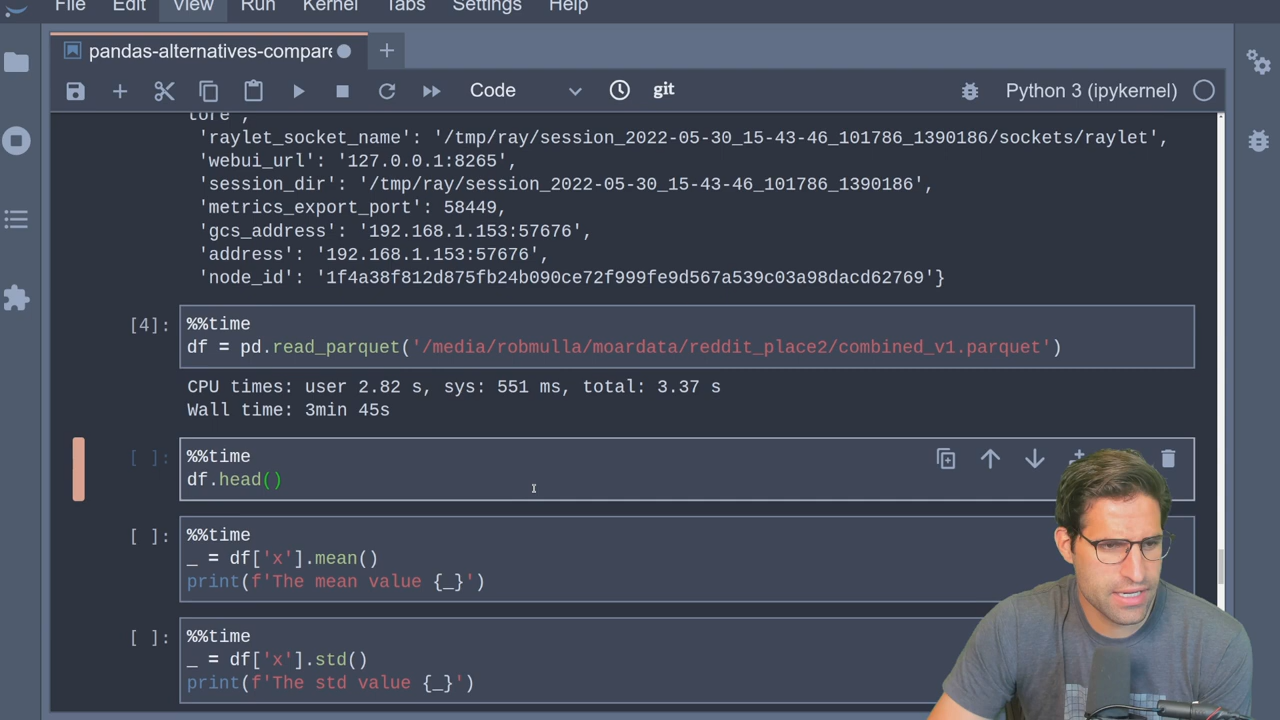 File Edit View Run Kernel Tabs Settings Help
pandas-alternatives-compare
Code git Python 3 (ipykernel)
tore',
'raylet_socket_name': '/tmp/ray/session_2022-05-30_15-43-46_101786_1390186/sockets/raylet',
'webui_url': '127.0.0.1:8265',
'session_dir': '/tmp/ray/session_2022-05-30_15-43-46_101786_1390186',
'metrics_export_port': 58449,
'gcs_address': '192.168.1.153:57676',
'address': '192.168.1.153:57676',
'node_id': '1f4a38f812d875fb24b090ce72f999fe9d567a539c03a98dacd62769'}
[4]: %%time
df = pd.read_parquet('/media/robmulla/moardata/reddit_place2/combined_v1.parquet')
CPU times: user 2.82 s, sys: 551 ms, total: 3.37 s
Wall time: 3min 45s
[ ]: %%time
df.head()
[ ]: %%time
_ = df['x'].mean()
print(f'The mean value {_}')
[ ]: %%time
_ = df['x'].std()
print(f'The std value {_}')